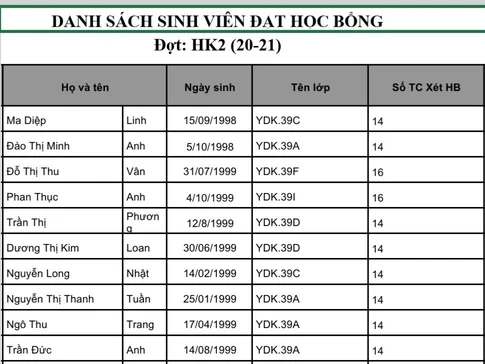 DANH SÁCH SINH VIÊN ĐẠT HỌC BỔNG
Đợt: HK2 (20-21)
Họ và tên Ngày sinh Tên lớp Số TC Xét HB
Ma Diệp Linh 15/09/1998 YDK.39C 14
Đào Thị Minh Anh 5/10/1998 YDK.39A 14
Đỗ Thị Thu Vân 31/07/1999 YDK.39F 16
Phan Thục Anh 4/10/1999 YDK.39I 16
Trần Thị Phương 12/8/1999 YDK.39D 14
Dương Thị Kim Loan 30/06/1999 YDK.39D 14
Nguyễn Long Nhật 14/02/1999 YDK.39C 14
Nguyễn Thị Thanh Tuần 25/01/1999 YDK.39A 14
Ngô Thu Trang 17/04/1999 YDK.39A 14
Trần Đức Anh 14/08/1999 YDK.39A 14